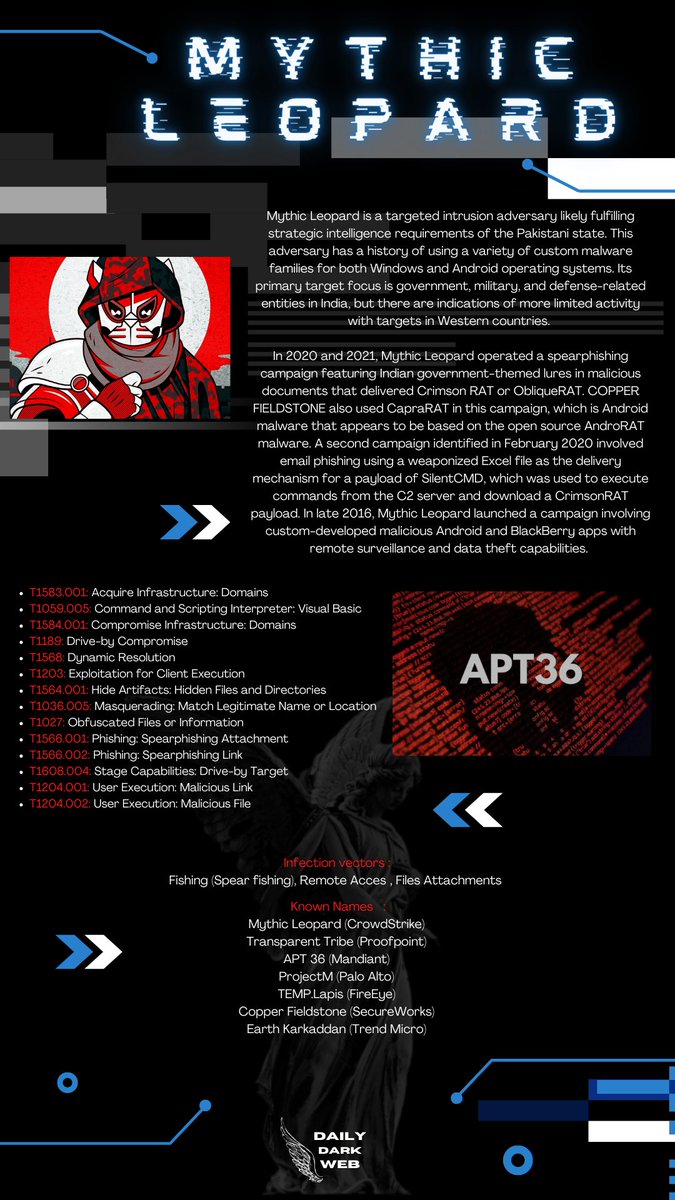 MYTHIC
LEOPARD
Mythic Leopard is a targeted intrusion adversary likely fulfilling
strategic intelligence requirements of the Pakistani state. This
adversary has a history of using a variety of custom malware
families for both Windows and Android operating systems. Its
primary target focus is government, military, and defense-related
entities in India, but there are indications of more limited activity
with targets in Western countries.
In 2020 and 2021, Mythic Leopard operated a spearphishing
campaign featuring Indian government-themed lures in malicious
documents that delivered Crimson RAT or ObliqueRAT. COPPER
FIELDSTONE also used CapraRAT in this campaign, which is Android
malware that appears to be based on the open source AndroRAT
malware. A second campaign identified in February 2020 involved
email phishing using a weaponized Excel file as the delivery
mechanism for a payload of SilentCMD, which was used to execute
commands from the C2 server and download a CrimsonRAT
payload. In late 2016, Mythic Leopard launched a campaign involving
custom-developed malicious Android and BlackBerry apps with
remote surveillance and data theft capabilities.
T1583.001: Acquire Infrastructure: Domains
T1059.005: Command and Scripting Interpreter: Visual Basic
T1584.001: Compromise Infrastructure: Domains
T1189: Drive-by Compromise
T1568: Dynamic Resolution
T1203: Exploitation for Client Execution
T1564.001: Hide Artifacts: Hidden Files and Directories
T1036.005: Masquerading: Match Legitimate Name or Location
T1027: Obfuscated Files or Information
T1566.001: Phishing: Spearphishing Attachment
T1566.002: Phishing: Spearphishing Link
T1608.004: Stage Capabilities: Drive-by Target
T1204.001: User Execution: Malicious Link
T1204.002: User Execution: Malicious File
APT36
Infection vectors :
Fishing (Spear fishing), Remote Acces , Files Attachments
Known Names :
Mythic Leopard (CrowdStrike)
Transparent Tribe (Proofpoint)
APT 36 (Mandiant)
ProjectM (Palo Alto)
TEMP.Lapis (FireEye)
Copper Fieldstone (SecureWorks)
Earth Karkaddan (Trend Micro)
DAILY
DARK
WEB